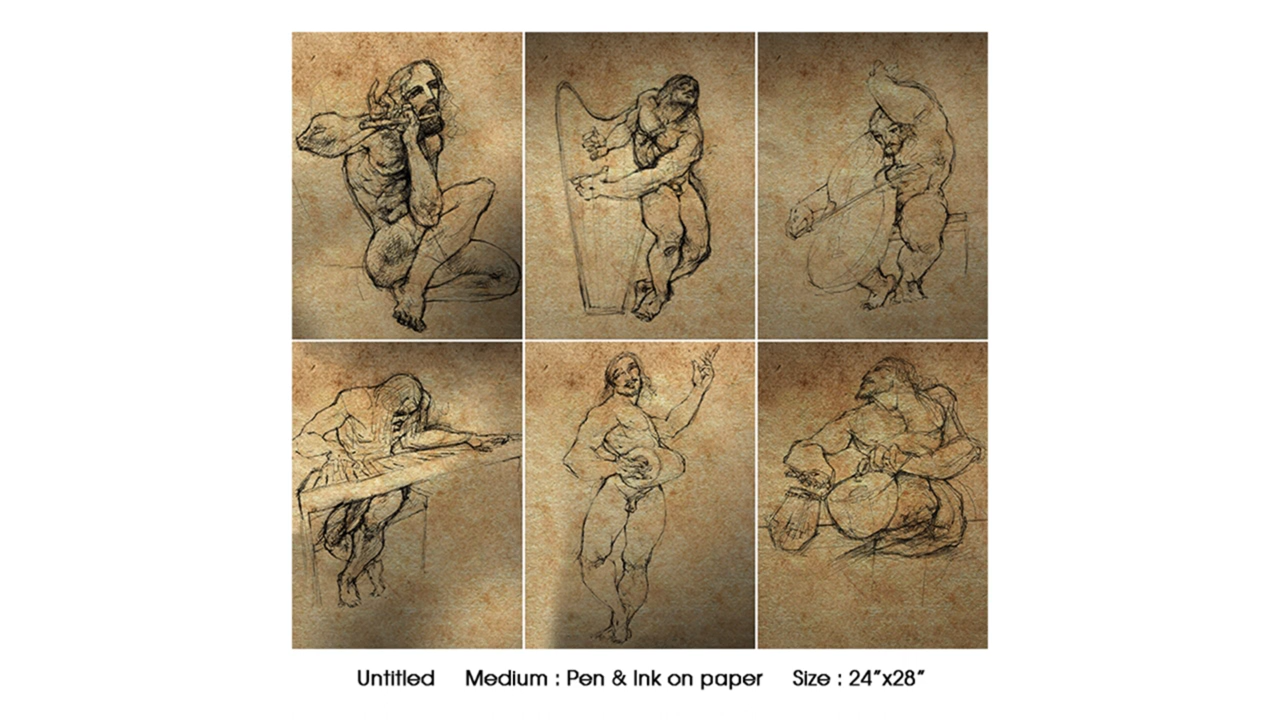 Untitled Medium : Pen & Ink on paper Size : 24”x28”